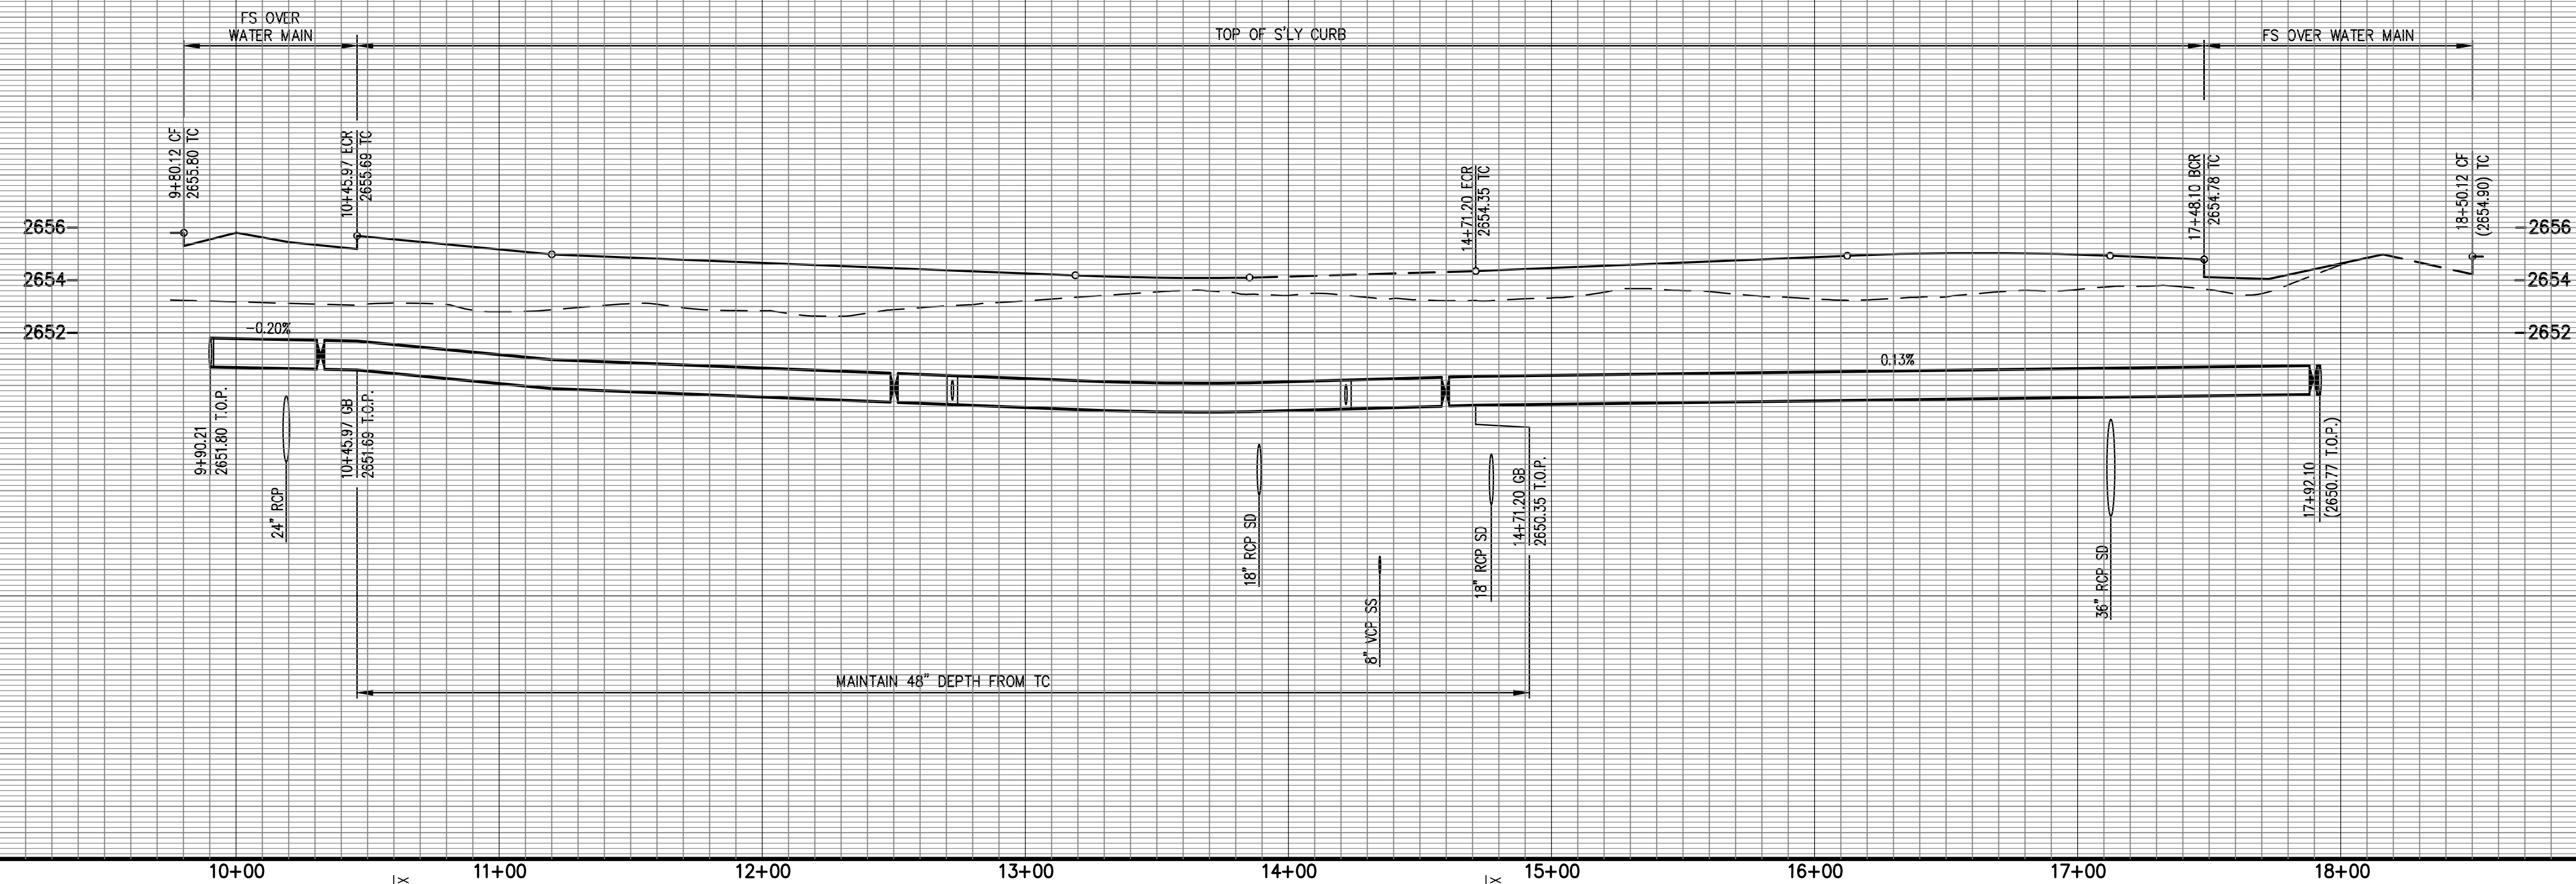 FS OVER
WATER MAIN
TOP OF S'LY CURB
FS OVER WATER MAIN
9+80.12 CF
2655.80 TC
10+45.97 ECR
2655.69 TC
14+71.20 ECR
2654.35 TC
17+48.10 BCR
2654.78 TC
18+50.12 CF
(2654.90) TC
2656
2656
2654
2654
2652
2652
-0.20%
0.13%
9+90.21
2651.80 T.O.P.
24" RCP
10+45.97 GB
2651.69 T.O.P.
18" RCP SD
8" VCP SS
18" RCP SD
14+71.20 GB
2650.35 T.O.P.
36" RCP SD
17+92.10
(2650.77 T.O.P.)
MAINTAIN 48" DEPTH FROM TC
10+00
11+00
12+00
13+00
14+00
15+00
16+00
17+00
18+00